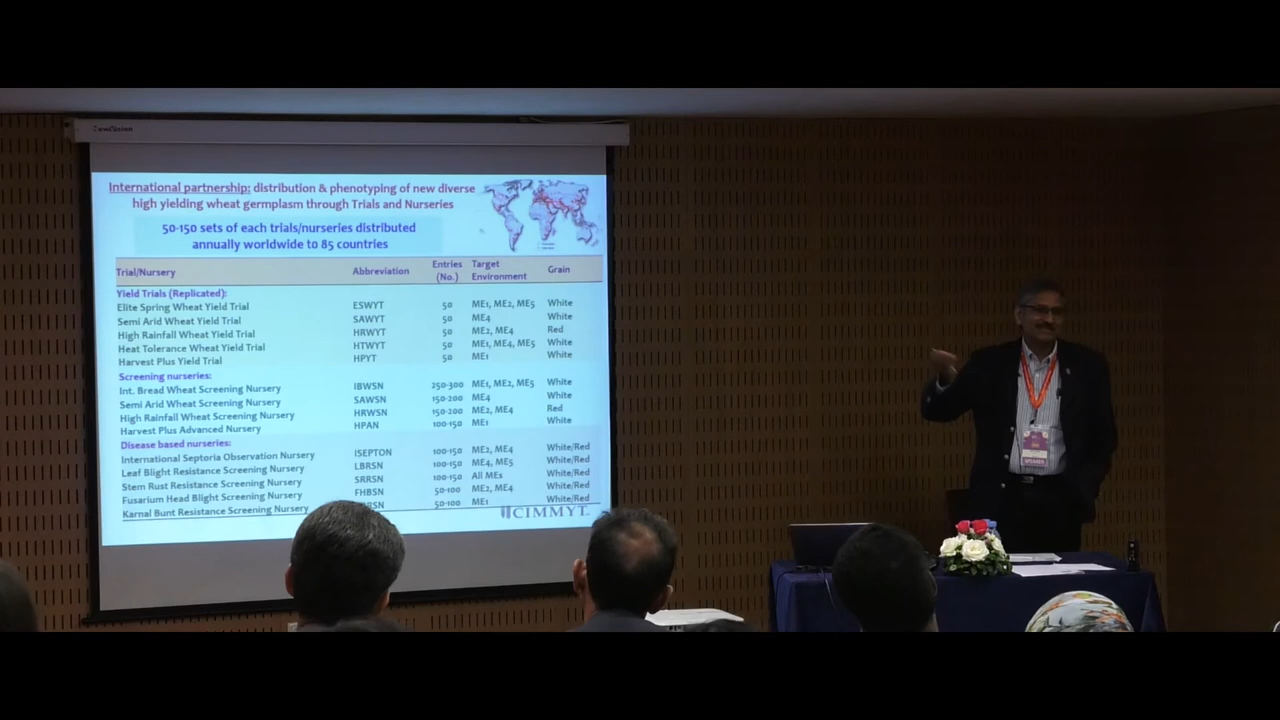 International partnership: distribution & phenotyping of new diverse
high yielding wheat germplasm through Trials and Nurseries
50-150 sets of each trials/nurseries distributed
annually worldwide to 85 countries
Trial/Nursery Abbreviation Entries (No.) Target Environment Grain
Yield Trials (Replicated):
Elite Spring Wheat Yield Trial ESWYT 50 ME1, ME2, ME5 White
Semi Arid Wheat Yield Trial SAWYT 50 ME4 White
High Rainfall Wheat Yield Trial HRWYT 50 ME2, ME4 Red
Heat Tolerance Wheat Yield Trial HTWYT 50 ME1, ME4, ME5 White
Harvest Plus Yield Trial HPYT 50 ME1 White
Screening nurseries:
Int. Bread Wheat Screening Nursery IBWSN 250-300 ME1, ME2, ME5 White
Semi Arid Wheat Screening Nursery SAWSN 150-200 ME4 White
High Rainfall Wheat Screening Nursery HRWSN 150-200 ME2, ME4 Red
Harvest Plus Advanced Nursery HPAN 100-150 ME1 White
Disease based nurseries:
International Septoria Observation Nursery ISEPTON 100-150 ME2, ME4 White/Red
Leaf Blight Resistance Screening Nursery LBRSN 100-150 ME4, ME5 White/Red
Stem Rust Resistance Screening Nursery SRRSN 100-150 All MEs White/Red
Fusarium Head Blight Screening Nursery FHBSN 50-100 ME2, ME4 White/Red
Karnal Bunt Resistance Screening Nursery 50-100 ME1 White/Red
CIMMYT
SPEAKER